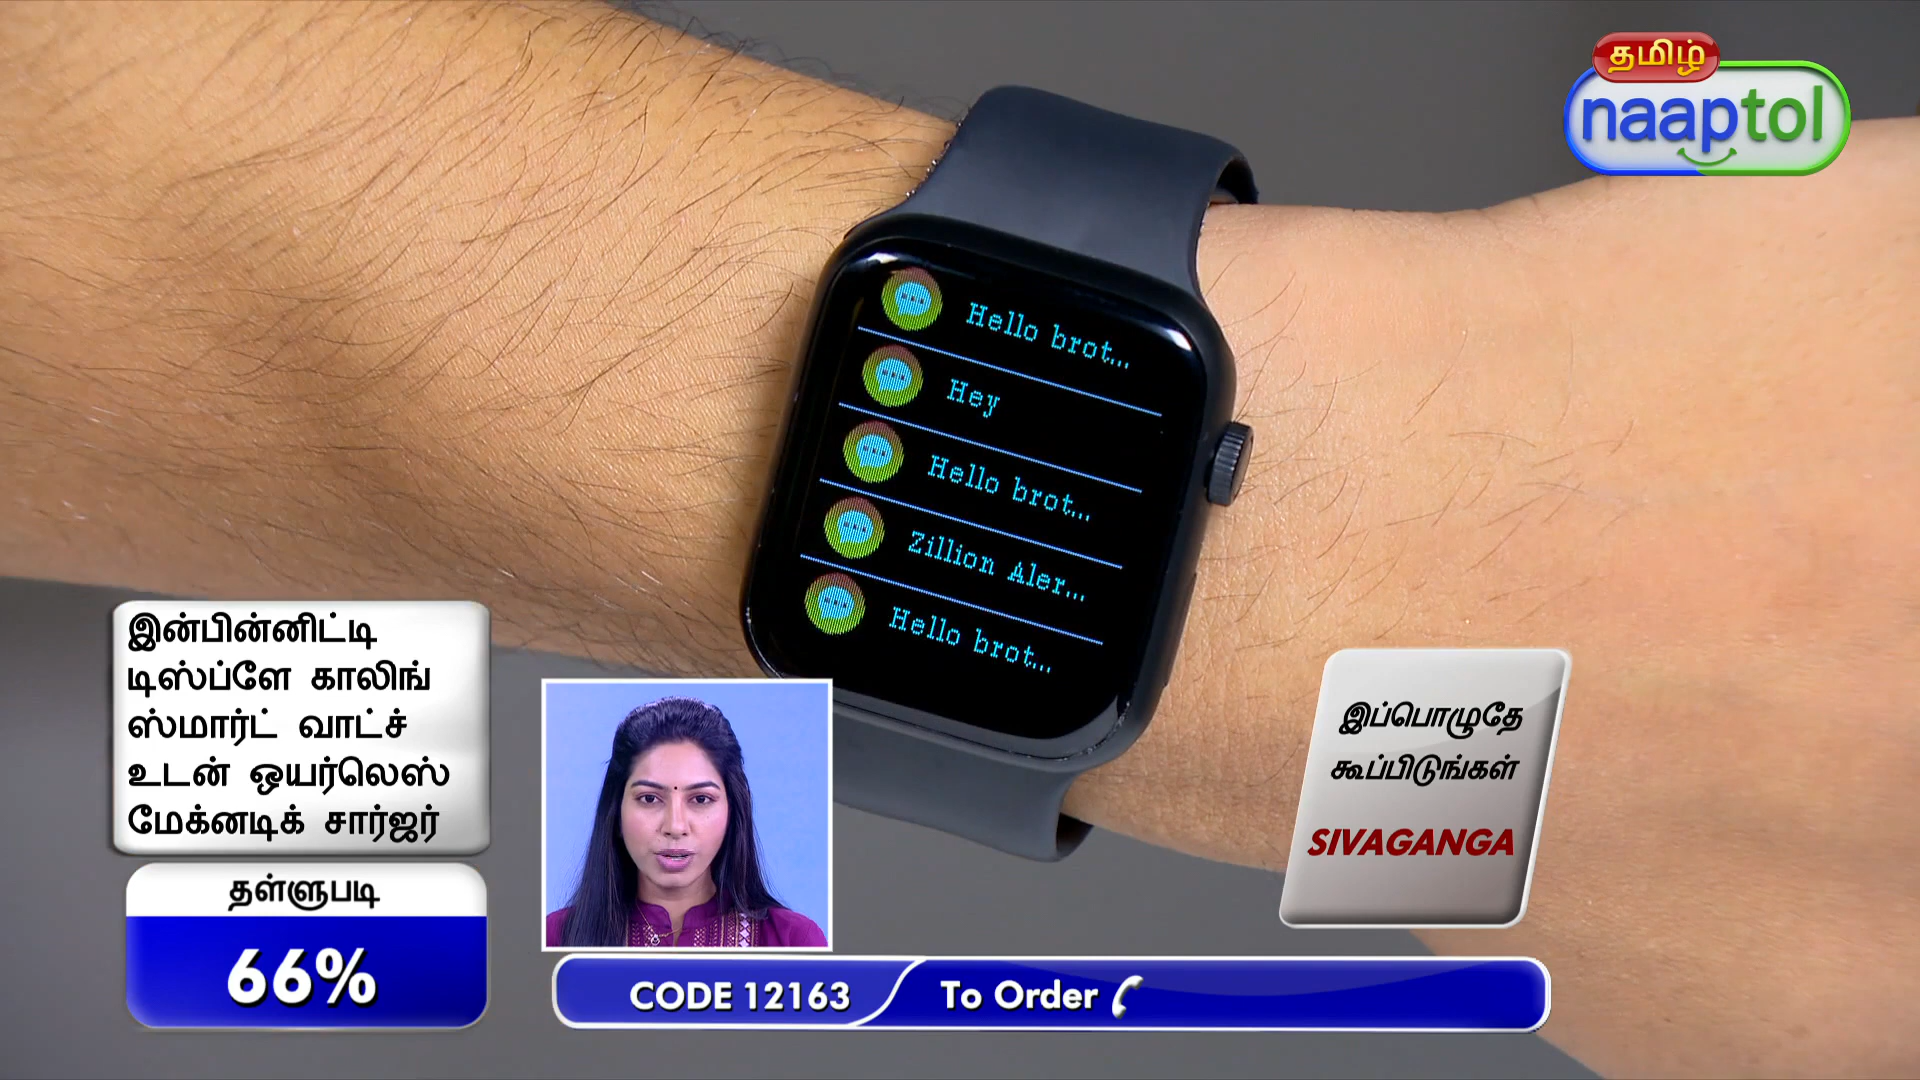 தமிழ்
naaptol
Hello brot...
Hey
Hello brot...
Zillion Aler...
Hello brot...
இன்பின்னிட்டி
டிஸ்ப்ளே காலிங்
ஸ்மார்ட் வாட்ச்
உடன் ஒயர்லெஸ்
மேக்னடிக் சார்ஜர்
தள்ளுபடி
66%
இப்பொழுதே
கூப்பிடுங்கள்
SIVAGANGA
CODE 12163
To Order